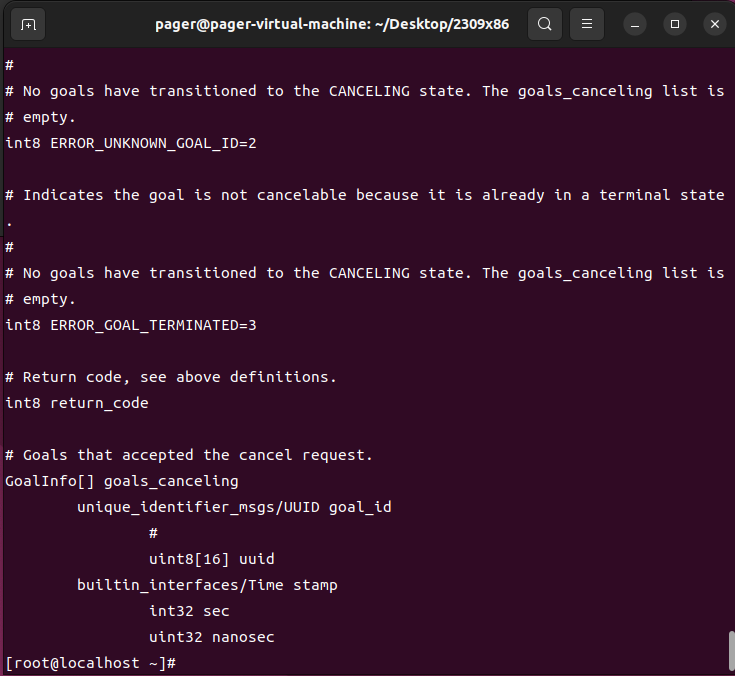 pager@pager-virtual-machine: ~/Desktop/2309x86
#
# No goals have transitioned to the CANCELING state. The goals_canceling list is
# empty.
int8 ERROR_UNKNOWN_GOAL_ID=2
# Indicates the goal is not cancelable because it is already in a terminal state
.
#
# No goals have transitioned to the CANCELING state. The goals_canceling list is
# empty.
int8 ERROR_GOAL_TERMINATED=3
# Return code, see above definitions.
int8 return_code
# Goals that accepted the cancel request.
GoalInfo[] goals_canceling
        unique_identifier_msgs/UUID goal_id
                #
                uint8[16] uuid
        builtin_interfaces/Time stamp
                int32 sec
                uint32 nanosec
[root@localhost ~]#